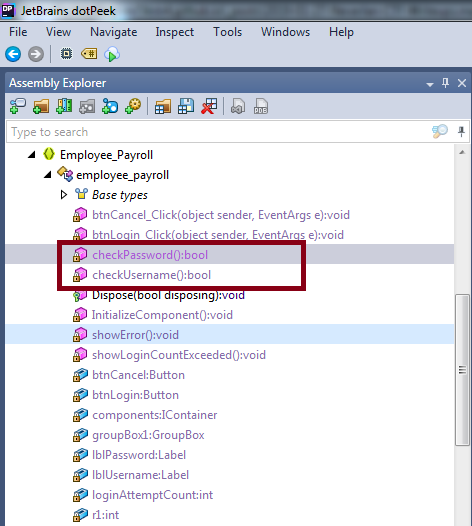 DP JetBrains dotPeek
File View Navigate Inspect Tools Windows Help
Assembly Explorer
Type to search
Employee_Payroll
employee_payroll
Base types
btnCancel_Click(object sender, EventArgs e):void
btnLogin_Click(object sender, EventArgs e):void
checkPassword():bool
checkUsername():bool
Dispose(bool disposing):void
InitializeComponent():void
showError():void
showLoginCountExceeded():void
btnCancel:Button
btnLogin:Button
components:IContainer
groupBox1:GroupBox
lblPassword:Label
lblUsername:Label
loginAttemptCount:int
r1:int